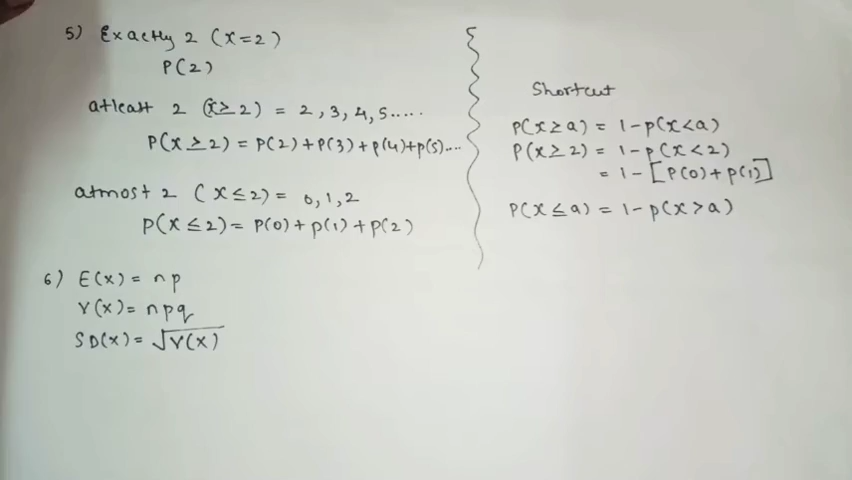 5) Exactly 2 (x=2)
P(2)
atleast 2 (x≥2) = 2, 3, 4, 5.....
P(x≥2) = P(2)+P(3)+P(4)+P(5)....
atmost 2 (x≤2) = 0, 1, 2
P(x≤2) = P(0)+P(1)+P(2)
6) E(x) = np
V(x) = npq
SD(x) = √V(x)
Shortcut
P(x≥a) = 1-P(x<a)
P(x≥2) = 1-P(x<2)
= 1-[P(0)+P(1)]
P(x≤a) = 1-P(x>a)